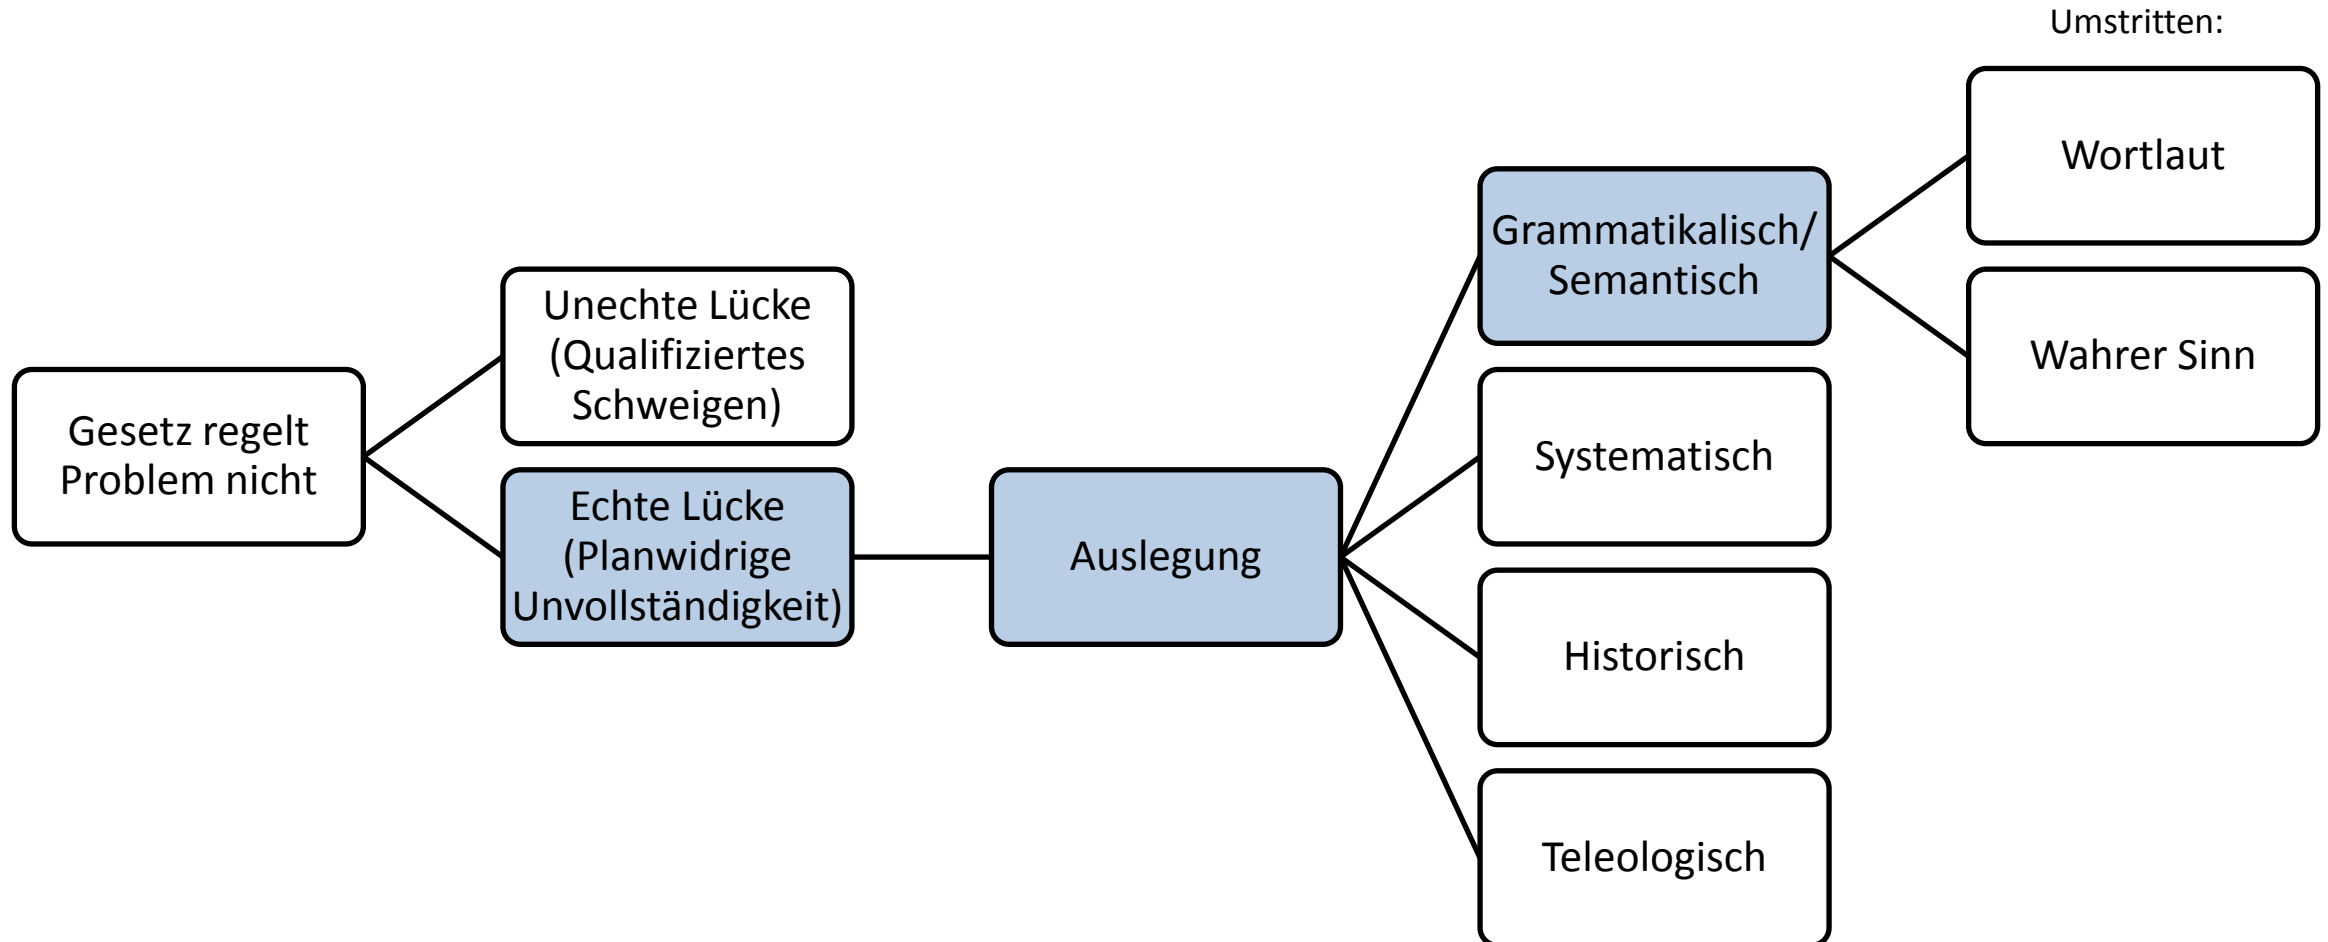 Gesetz regelt
Problem nicht
Unechte Lücke
(Qualifiziertes
Schweigen)
Echte Lücke
(Planwidrige
Unvollständigkeit)
Auslegung
Grammatikalisch/
Semantisch
Systematisch
Historisch
Teleologisch
Umstritten:
Wortlaut
Wahrer Sinn